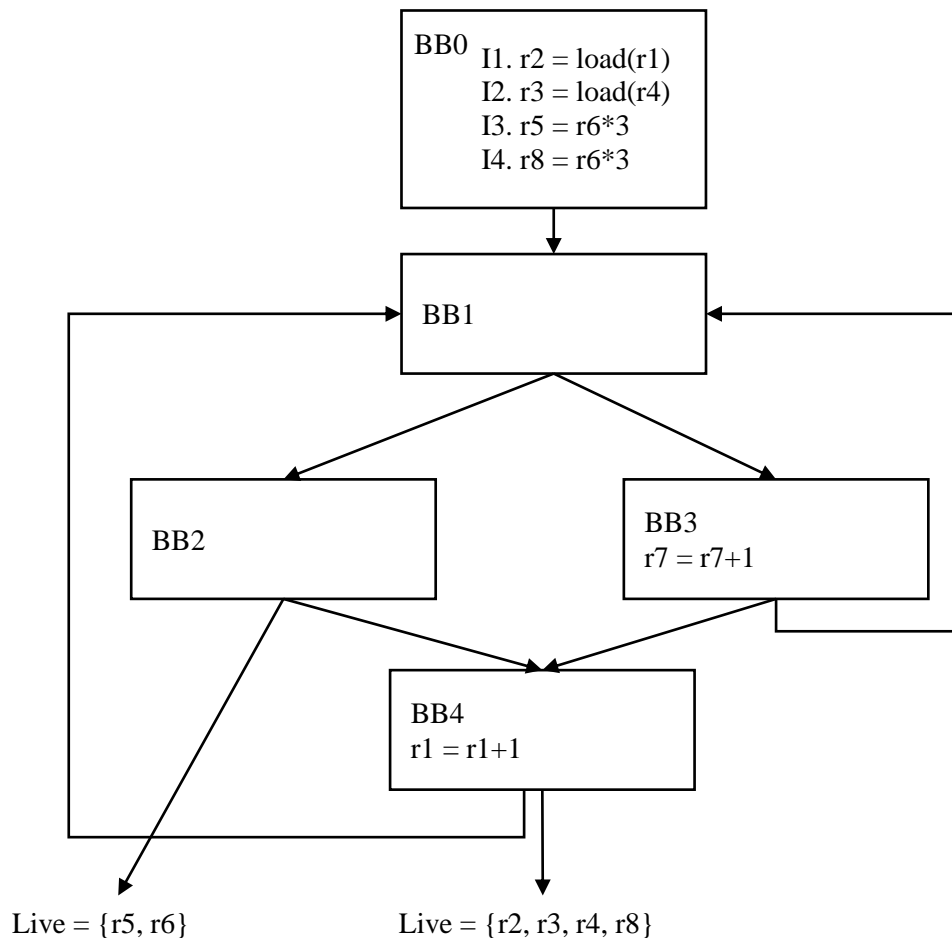 BB0
I1. r2 = load(r1)
I2. r3 = load(r4)
I3. r5 = r6*3
I4. r8 = r6*3
BB1
BB2
BB3
r7 = r7+1
BB4
r1 = r1+1
Live = {r5, r6}
Live = {r2, r3, r4, r8}